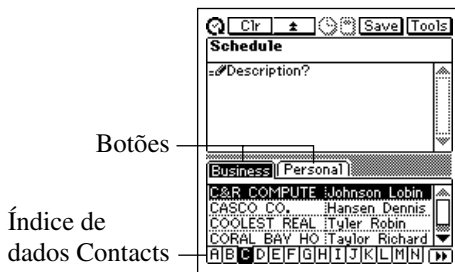 Clr Save Tools
Schedule
Description?
Botões
Business Personal
C&R COMPUTE Johnson Lobin
CASCO CO. Hansen Dennis
COOLEST REAL Tyler Robin
CORAL BAY HO Taylor Richard
Índice de
dados Contacts
A B C D E F G H I J K L M N